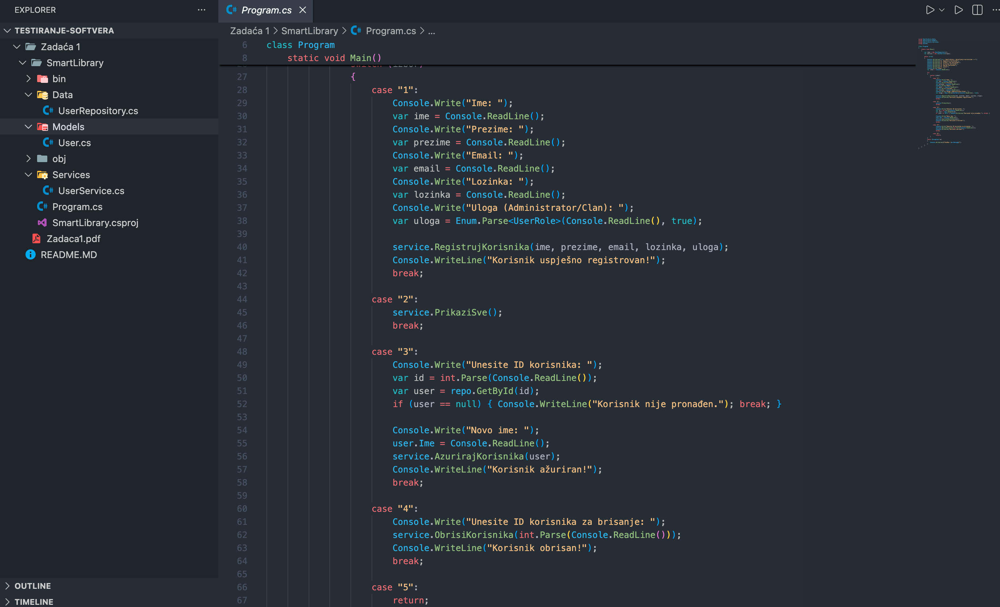 EXPLORER
TESTIRANJE-SOFTVERA
Zadaća 1
SmartLibrary
bin
Data
UserRepository.cs
Models
User.cs
obj
Services
UserService.cs
Program.cs
SmartLibrary.csproj
Zadaca1.pdf
README.MD
OUTLINE
TIMELINE
Program.cs
Zadaća 1 > SmartLibrary > Program.cs > ...
6 class Program
8 static void Main()
27 {
28 case "1":
29 Console.Write("Ime: ");
30 var ime = Console.ReadLine();
31 Console.Write("Prezime: ");
32 var prezime = Console.ReadLine();
33 Console.Write("Email: ");
34 var email = Console.ReadLine();
35 Console.Write("Lozinka: ");
36 var lozinka = Console.ReadLine();
37 Console.Write("Uloga (Administrator/Clan): ");
38 var uloga = Enum.Parse<UserRole>(Console.ReadLine(), true);
39
40 service.RegistrujKorisnika(ime, prezime, email, lozinka, uloga);
41 Console.WriteLine("Korisnik uspješno registrovan!");
42 break;
43
44 case "2":
45 service.PrikaziSve();
46 break;
47
48 case "3":
49 Console.Write("Unesite ID korisnika: ");
50 var id = int.Parse(Console.ReadLine());
51 var user = repo.GetById(id);
52 if (user == null) { Console.WriteLine("Korisnik nije pronađen."); break; }
53
54 Console.Write("Novo ime: ");
55 user.Ime = Console.ReadLine();
56 service.AzurirajKorisnika(user);
57 Console.WriteLine("Korisnik ažuriran!");
58 break;
59
60 case "4":
61 Console.Write("Unesite ID korisnika za brisanje: ");
62 service.ObrisiKorisnika(int.Parse(Console.ReadLine()));
63 Console.WriteLine("Korisnik obrisan!");
64 break;
65
66 case "5":
67 return;